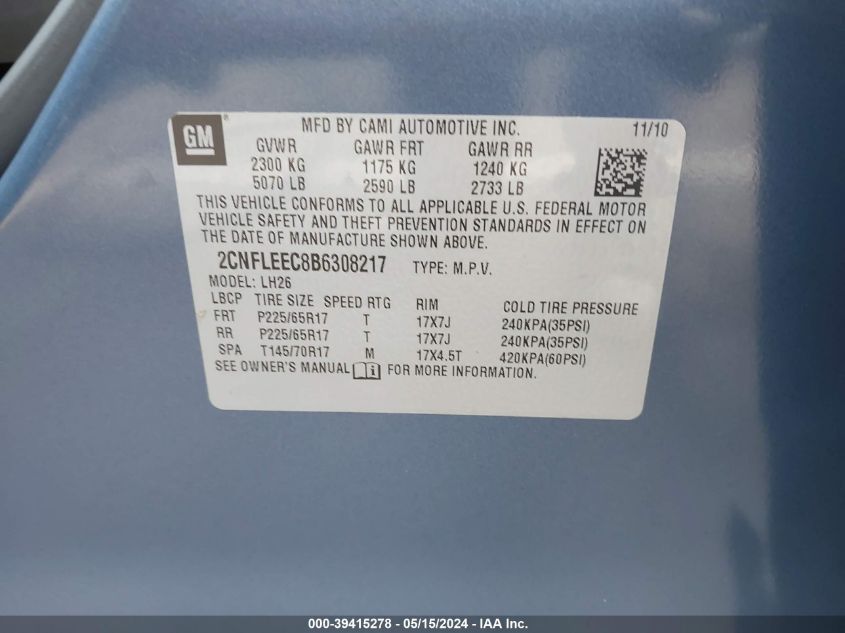 GM® MFD BY CAMI AUTOMOTIVE INC. 11/10
GVWR GAWR FRT GAWR RR
2300 KG 1175 KG 1240 KG
5070 LB 2590 LB 2733 LB
THIS VEHICLE CONFORMS TO ALL APPLICABLE U.S. FEDERAL MOTOR
VEHICLE SAFETY AND THEFT PREVENTION STANDARDS IN EFFECT ON
THE DATE OF MANUFACTURE SHOWN ABOVE.
2CNFLEEC8B6308217 TYPE: M.P.V.
MODEL: LH26
LBCP TIRE SIZE SPEED RTG RIM COLD TIRE PRESSURE
FRT P225/65R17 T 17X7J 240KPA(35PSI)
RR P225/65R17 T 17X7J 240KPA(35PSI)
SPA T145/70R17 M 17X4.5T 420KPA(60PSI)
SEE OWNER'S MANUAL i FOR MORE INFORMATION.
000-39415278 - 05/15/2024 - IAA Inc.